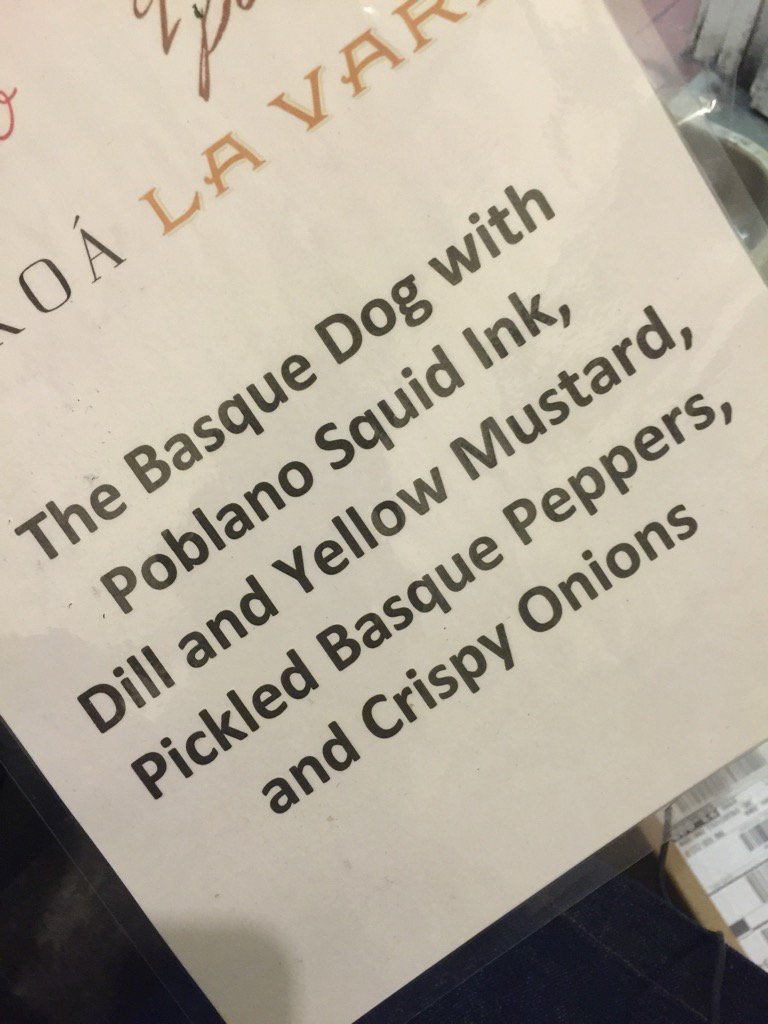 LA VAR
OÁ
The Basque Dog with
Poblano Squid Ink,
Dill and Yellow Mustard,
Pickled Basque Peppers,
and Crispy Onions